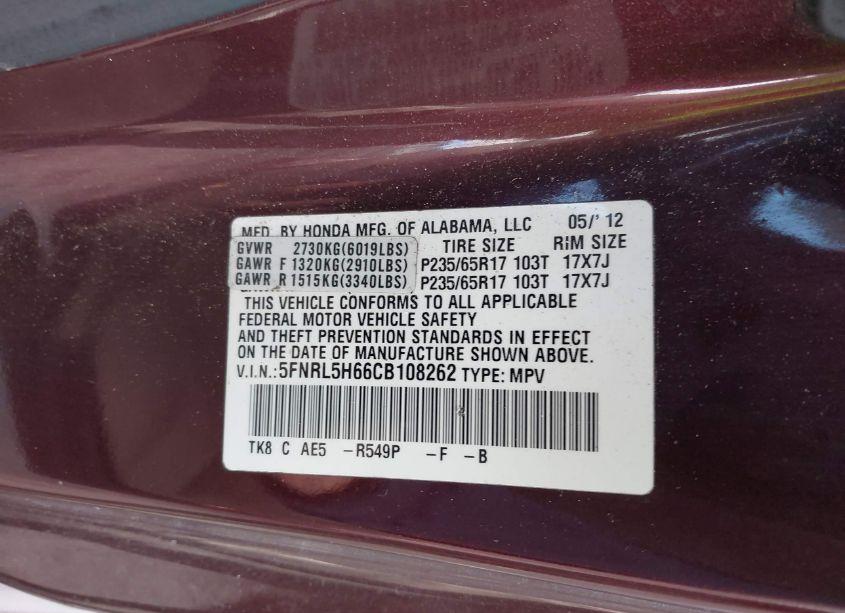 MFD. BY HONDA MFG. OF ALABAMA, LLC 05/' 12
GVWR 2730KG(6019LBS) TIRE SIZE RIM SIZE
GAWR F 1320KG(2910LBS) P235/65R17 103T 17X7J
GAWR R 1515KG(3340LBS) P235/65R17 103T 17X7J
THIS VEHICLE CONFORMS TO ALL APPLICABLE
FEDERAL MOTOR VEHICLE SAFETY
AND THEFT PREVENTION STANDARDS IN EFFECT
ON THE DATE OF MANUFACTURE SHOWN ABOVE.
V.I.N.:5FNRL5H66CB108262 TYPE: MPV
TK8 C AE5 -R549P -F -B